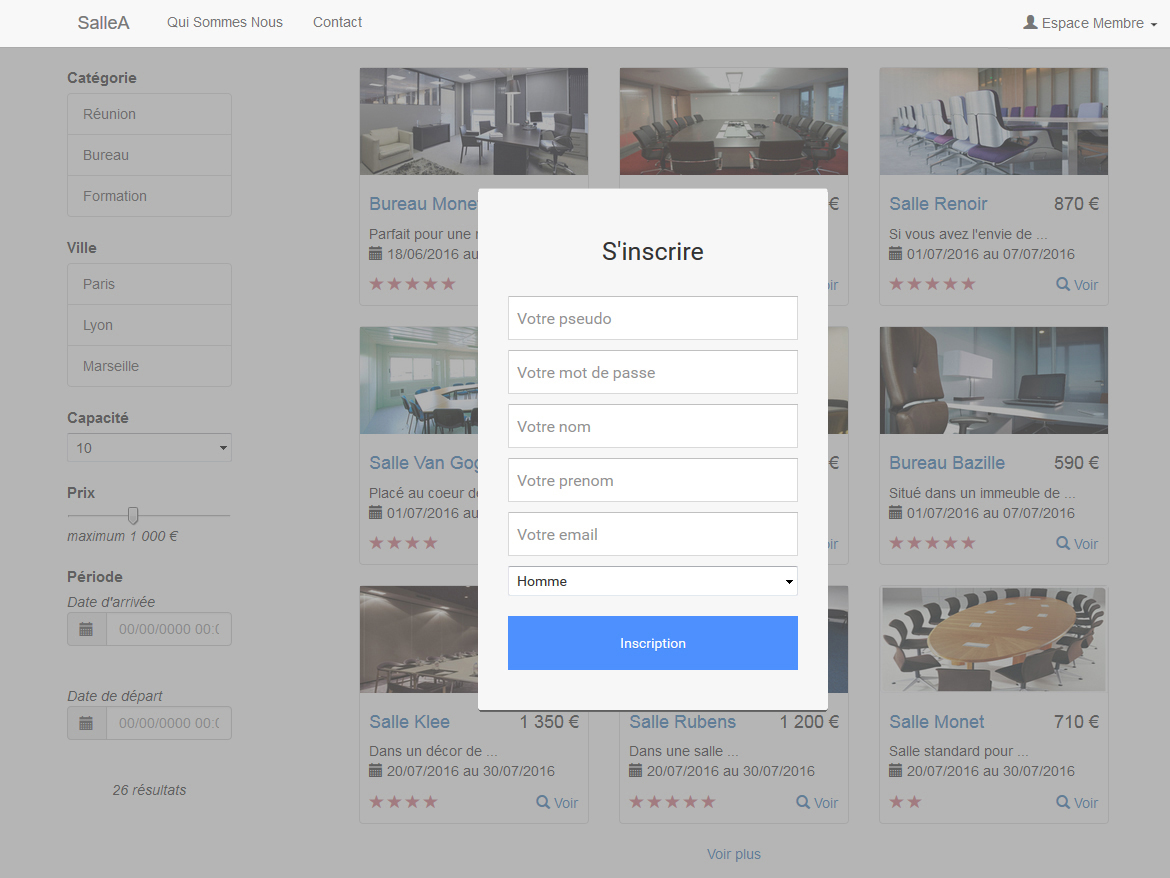 SalleA Qui Sommes Nous Contact Espace Membre
Catégorie
Réunion
Bureau
Formation
Ville
Paris
Lyon
Marseille
Capacité
10
Prix
maximum 1 000 €
Période
Date d'arrivée
00/00/0000 00:
Date de départ
00/00/0000 00:
26 résultats
Bureau
Parfait pour une
18/06/2016 au
€
Salle Renoir 870 €
Si vous avez l'envie de ...
01/07/2016 au 07/07/2016
Voir
Salle Van
Placé au coeur
01/07/2016 au
€
Bureau Bazille 590 €
Situé dans un immeuble de ...
01/07/2016 au 07/07/2016
Voir
Salle Klee 1 350 €
Dans un décor de ...
20/07/2016 au 30/07/2016
Voir
Salle Rubens 1 200 €
Dans une salle ...
20/07/2016 au 30/07/2016
Voir
Salle Monet 710 €
Salle standard pour ...
20/07/2016 au 30/07/2016
Voir
Voir plus
S'inscrire
Votre pseudo
Votre mot de passe
Votre nom
Votre prenom
Votre email
Homme
Inscription